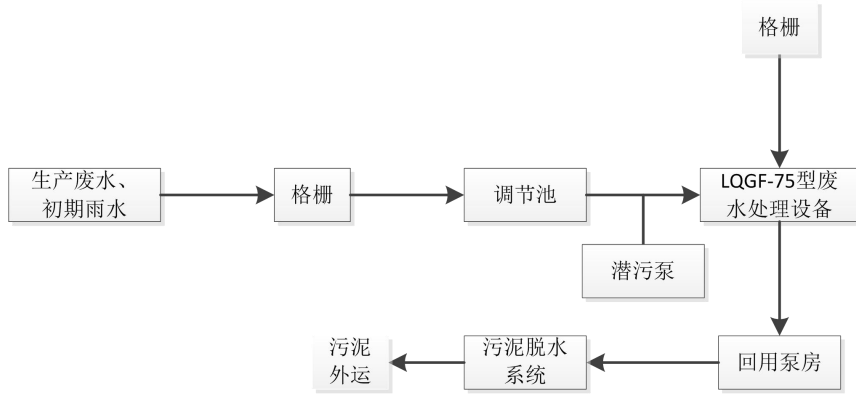 格栅
生产废水、
初期雨水
格栅
调节池
LQGF-75型废
水处理设备
潜污泵
污泥
外运
污泥脱水
系统
回用泵房